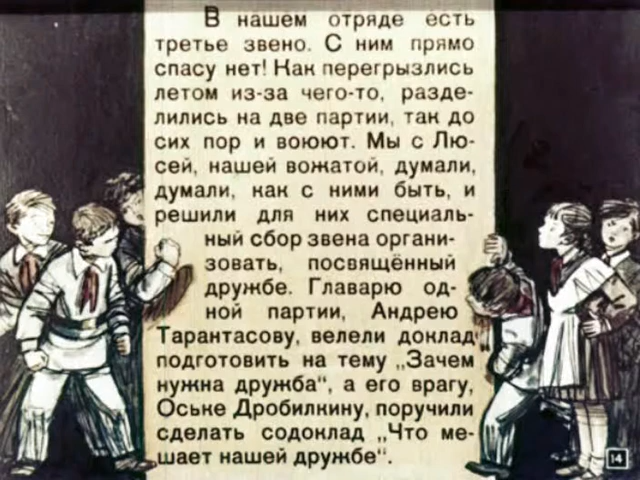 В нашем отряде есть
третье звено. С ним прямо
спасу нет! Как перегрызлись
летом из-за чего-то, разде-
лились на две партии, так до
сих пор и воюют. Мы с Лю-
сей, нашей вожатой, думали,
думали, как с ними быть, и
решили для них специаль-
ный сбор звена органи-
зовать, посвящённый
дружбе. Главарю од-
ной партии, Андрею
Тарантасову, велели доклад
подготовить на тему „Зачем
нужна дружба“, а его врагу,
Оське Дробилкину, поручили
сделать содоклад „Что ме-
шает нашей дружбе“.
14